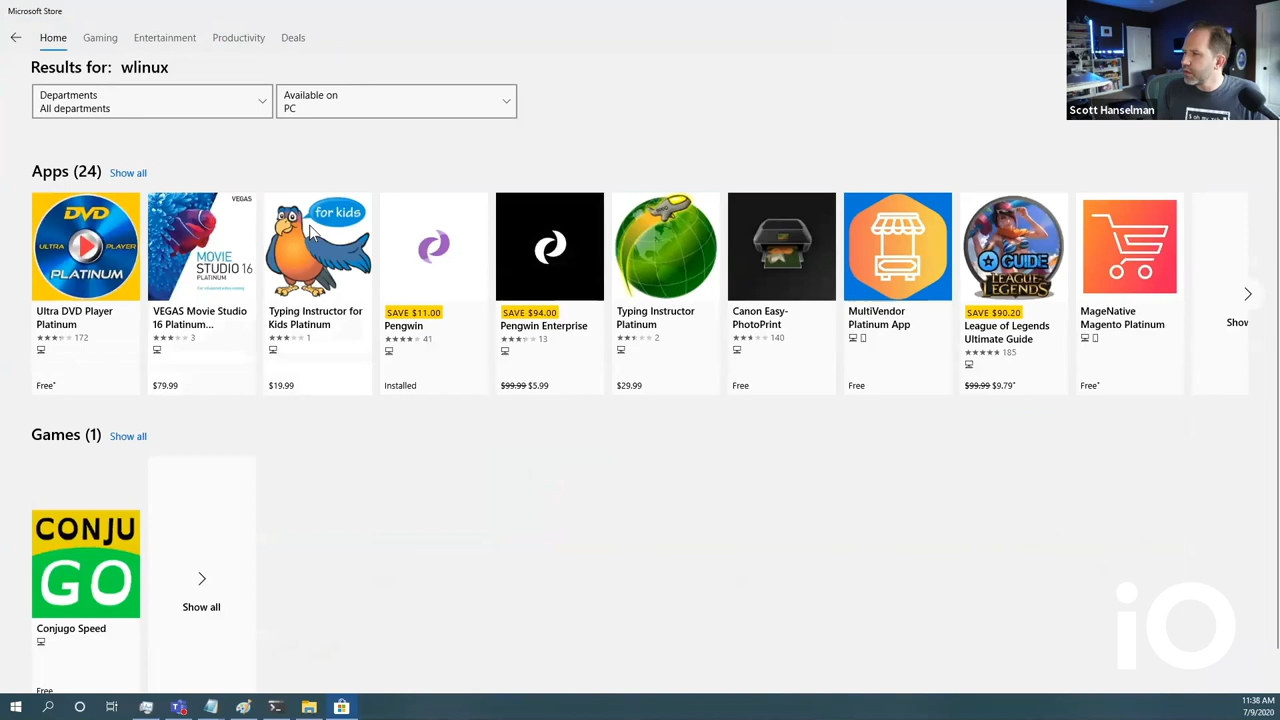 Microsoft Store
Home
Gaming
Entertainment
Productivity
Deals
Scott Hanselman
Results for: wlinux
Departments
All departments
Available on
PC
Apps (24)
Show all
DVD
ULTRA
PLAYER
PLATINUM
Ultra DVD Player
Platinum
172
Free*
VEGAS
MOVIE
STUDIO 16
PLATINUM
VEGAS Movie Studio
16 Platinum...
3
$79.99
for kids
Typing Instructor for
Kids Platinum
1
$19.99
SAVE $11.00
Pengwin
41
Installed
SAVE $94.00
Pengwin Enterprise
13
$99.99 $5.99
Typing Instructor
Platinum
2
$29.99
Canon Easy-
PhotoPrint
140
Free
MultiVendor
Platinum App
Free
GUIDE
LEAGUE
LEGENDS
SAVE $90.20
League of Legends
Ultimate Guide
185
$99.99 $9.79*
MageNative
Magento Platinum
Free*
Show
Games (1)
Show all
CONJU
GO
Conjugo Speed
Free
Show all
iO
11:38 AM
7/9/2020